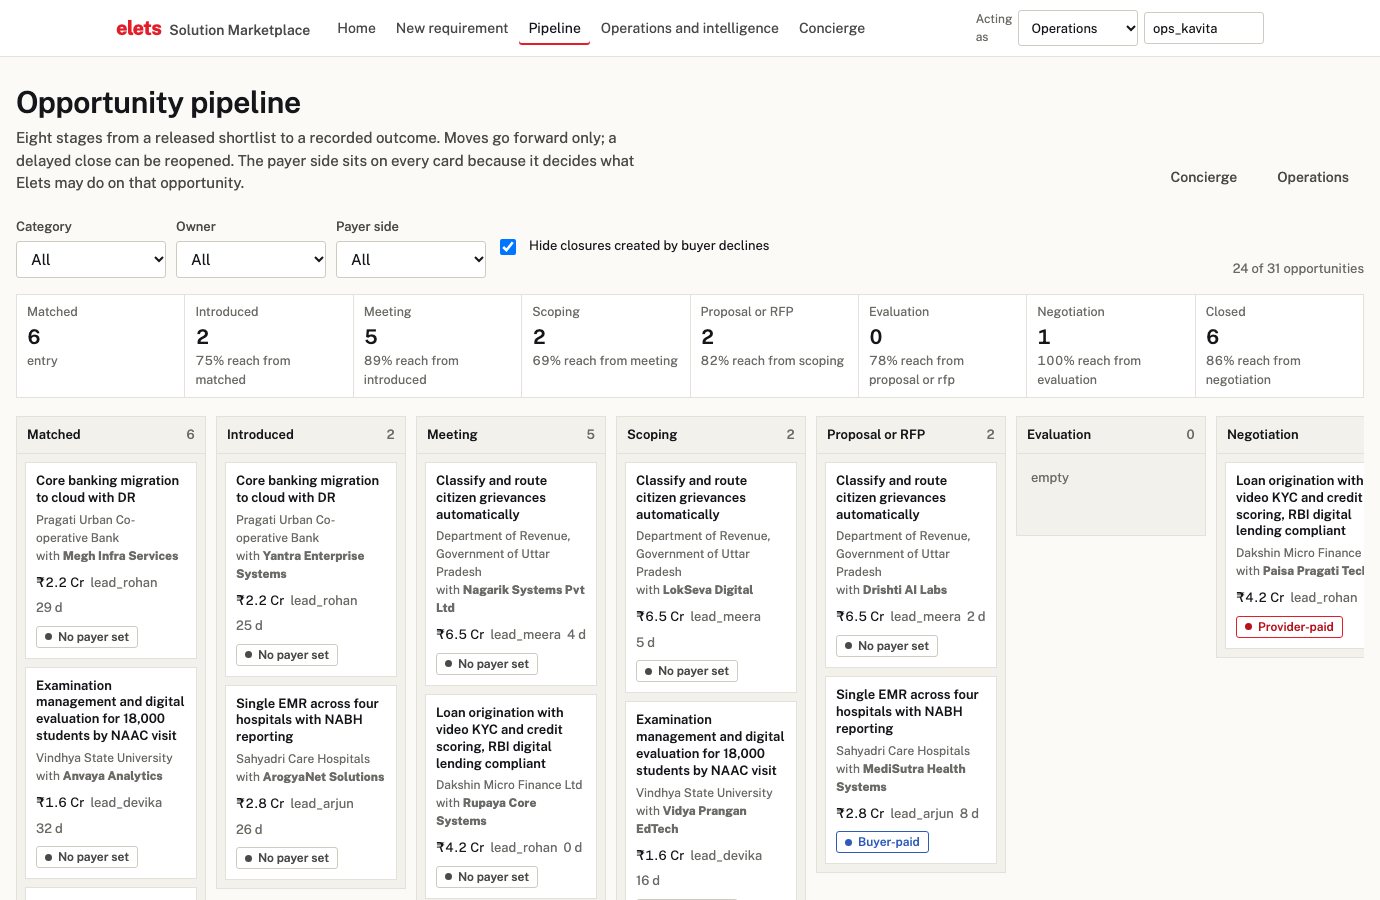 elets Solution Marketplace
Home
New requirement
Pipeline
Operations and intelligence
Concierge
Acting as
Operations
ops_kavita
Opportunity pipeline
Eight stages from a released shortlist to a recorded outcome. Moves go forward only; a
delayed close can be reopened. The payer side sits on every card because it decides what
Elets may do on that opportunity.
Concierge
Operations
Category
All
Owner
All
Payer side
All
Hide closures created by buyer declines
24 of 31 opportunities
Matched
6
entry
Introduced
2
75% reach from
matched
Meeting
5
89% reach from
introduced
Scoping
2
69% reach from meeting
Proposal or RFP
2
82% reach from scoping
Evaluation
0
78% reach from
proposal or rfp
Negotiation
1
100% reach from
evaluation
Closed
6
86% reach from
negotiation
Matched 6
Core banking migration
to cloud with DR
Pragati Urban Co-
operative Bank
with Megh Infra Services
₹2.2 Cr lead_rohan
29 d
No payer set
Examination
management and digital
evaluation for 18,000
students by NAAC visit
Vindhya State University
with Anvaya Analytics
₹1.6 Cr lead_devika
32 d
No payer set
Introduced 2
Core banking migration
to cloud with DR
Pragati Urban Co-
operative Bank
with Yantra Enterprise
Systems
₹2.2 Cr lead_rohan
25 d
No payer set
Single EMR across four
hospitals with NABH
reporting
Sahyadri Care Hospitals
with ArogyaNet Solutions
₹2.8 Cr lead_arjun
26 d
No payer set
Meeting 5
Classify and route
citizen grievances
automatically
Department of Revenue,
Government of Uttar
Pradesh
with Nagarik Systems Pvt
Ltd
₹6.5 Cr lead_meera 4 d
No payer set
Loan origination with
video KYC and credit
scoring, RBI digital
lending compliant
Dakshin Micro Finance Ltd
with Rupaya Core
Systems
₹4.2 Cr lead_rohan 0 d
No payer set
Scoping 2
Classify and route
citizen grievances
automatically
Department of Revenue,
Government of Uttar
Pradesh
with LokSeva Digital
₹6.5 Cr lead_meera
5 d
No payer set
Examination
management and digital
evaluation for 18,000
students by NAAC visit
Vindhya State University
with Vidya Prangan
EdTech
₹1.6 Cr lead_devika
16 d
Proposal or RFP 2
Classify and route
citizen grievances
automatically
Department of Revenue,
Government of Uttar
Pradesh
with Drishti AI Labs
₹6.5 Cr lead_meera 2 d
No payer set
Single EMR across four
hospitals with NABH
reporting
Sahyadri Care Hospitals
with MediSutra Health
Systems
₹2.8 Cr lead_arjun 8 d
Buyer-paid
Evaluation 0
empty
Negotiation
Loan origination with
video KYC and credit
scoring, RBI digital
lending compliant
Dakshin Micro Finance
with Paisa Pragati
₹4.2 Cr lead_rohan
Provider-paid